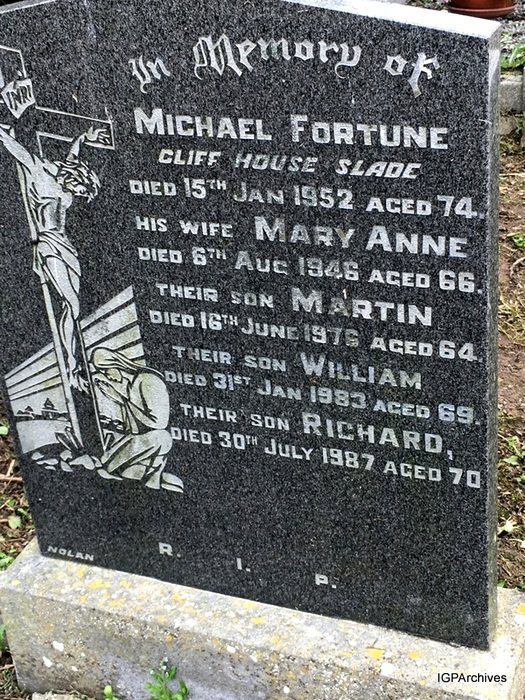 INRI
In Memory of
MICHAEL FORTUNE
CLIFF HOUSE SLADE
DIED 15TH JAN 1952 AGED 74.
HIS WIFE MARY ANNE
DIED 6TH AUG 1946 AGED 66.
THEIR SON MARTIN
DIED 16TH JUNE 1976 AGED 64.
THEIR SON WILLIAM
DIED 31ST JAN 1983 AGED 69.
THEIR SON RICHARD,
DIED 30TH JULY 1987 AGED 70
NOLAN
R. I. P.
IGPArchives